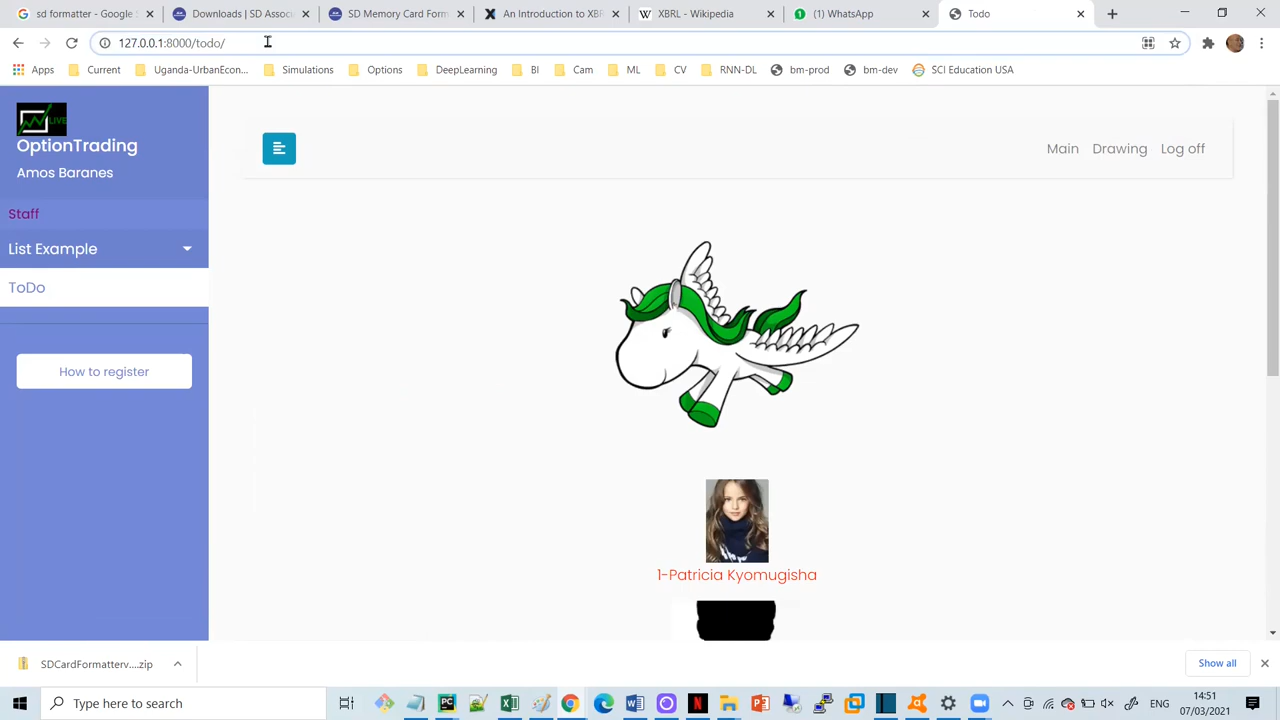 sd formatter - Google S
Downloads | SD Associ
SD Memory Card Form
An Introduction to XBR
XBRL - Wikipedia
(1) WhatsApp
Todo
127.0.0.1:8000/todo/
Apps
Current
Uganda-UrbanEcon...
Simulations
Options
DeepLearning
BI
Cam
ML
CV
RNN-DL
bm-prod
bm-dev
SCI Education USA
LIVE
OptionTrading
Amos Baranes
Main
Drawing
Log off
Staff
List Example
ToDo
How to register
1-Patricia Kyomugisha
SDCardFormatterv....zip
Show all
Type here to search
ENG
14:51
07/03/2021